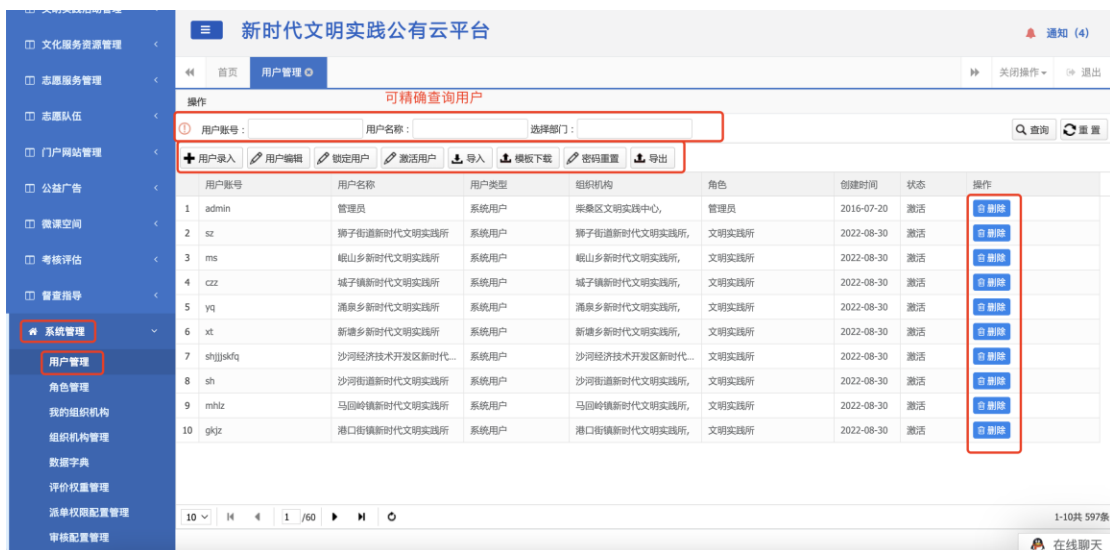 新时代文明实践公有云平台
通知 (4)
文化服务资源管理
志愿服务管理
志愿队伍
门户网站管理
公益广告
微课空间
考核评估
督查指导
系统管理
用户管理
角色管理
我的组织机构
组织机构管理
数据字典
评价权重管理
派单权限配置管理
审核配置管理
首页 用户管理 关闭操作 退出
操作 可精确查询用户
用户账号: 用户名称: 选择部门: 查询 重置
用户录入 用户编辑 锁定用户 激活用户 导入 模板下载 密码重置 导出
用户账号 用户名称 用户类型 组织机构 角色 创建时间 状态 操作
1 admin 管理员 系统用户 柴桑区文明实践中心, 管理员 2016-07-20 激活 删除
2 sz 狮子街道新时代文明实践所 系统用户 狮子街道新时代文明实践所, 文明实践所 2022-08-30 激活 删除
3 ms 岷山乡新时代文明实践所 系统用户 岷山乡新时代文明实践所, 文明实践所 2022-08-30 激活 删除
4 czz 城子镇新时代文明实践所 系统用户 城子镇新时代文明实践所, 文明实践所 2022-08-30 激活 删除
5 yq 涌泉乡新时代文明实践所 系统用户 涌泉乡新时代文明实践所, 文明实践所 2022-08-30 激活 删除
6 xt 新塘乡新时代文明实践所 系统用户 新塘乡新时代文明实践所, 文明实践所 2022-08-30 激活 删除
7 shjjjskfq 沙河经济技术开发区新时代... 系统用户 沙河经济技术开发区新时代... 文明实践所 2022-08-30 激活 删除
8 sh 沙河街道新时代文明实践所 系统用户 沙河街道新时代文明实践所, 文明实践所 2022-08-30 激活 删除
9 mhlz 马回岭镇新时代文明实践所 系统用户 马回岭镇新时代文明实践所, 文明实践所 2022-08-30 激活 删除
10 gkjz 港口街镇新时代文明实践所 系统用户 港口街镇新时代文明实践所, 文明实践所 2022-08-30 激活 删除
10 1 /60 1-10共 597条
在线聊天